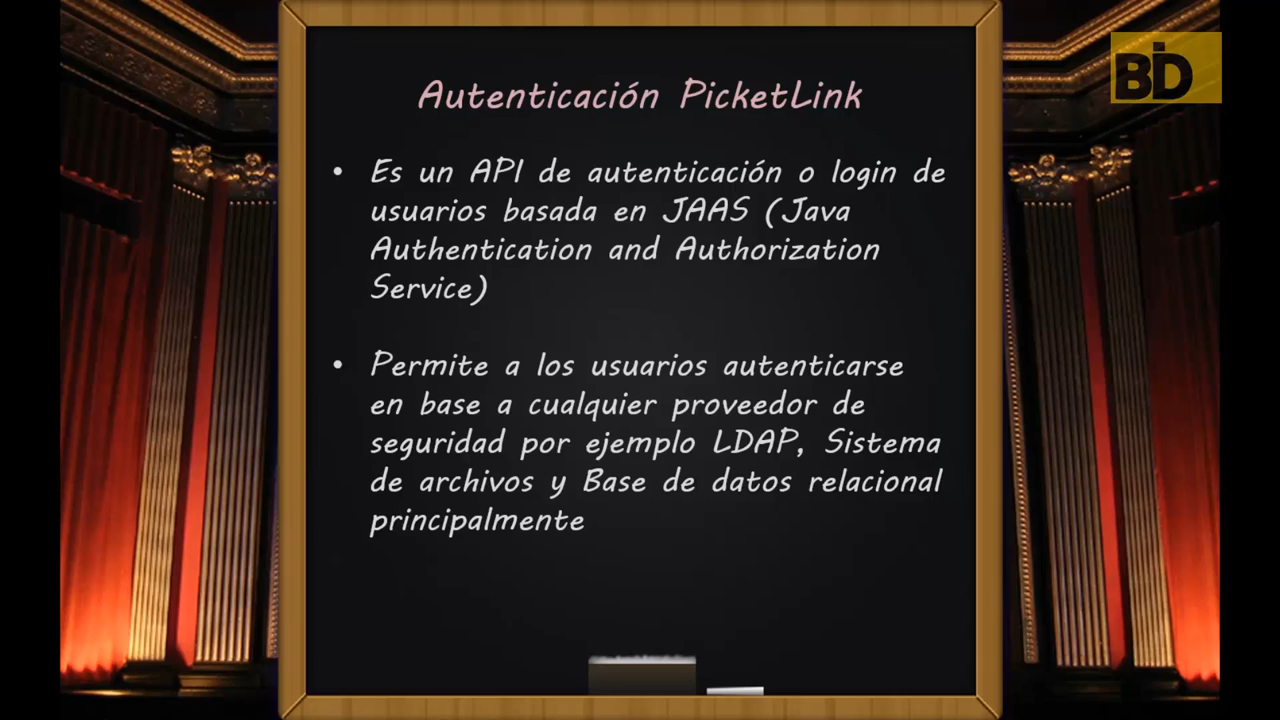 BID
Autenticación PicketLink
• Es un API de autenticación o login de
usuarios basada en JAAS (Java
Authentication and Authorization
Service)
• Permite a los usuarios autenticarse
en base a cualquier proveedor de
seguridad por ejemplo LDAP, Sistema
de archivos y Base de datos relacional
principalmente